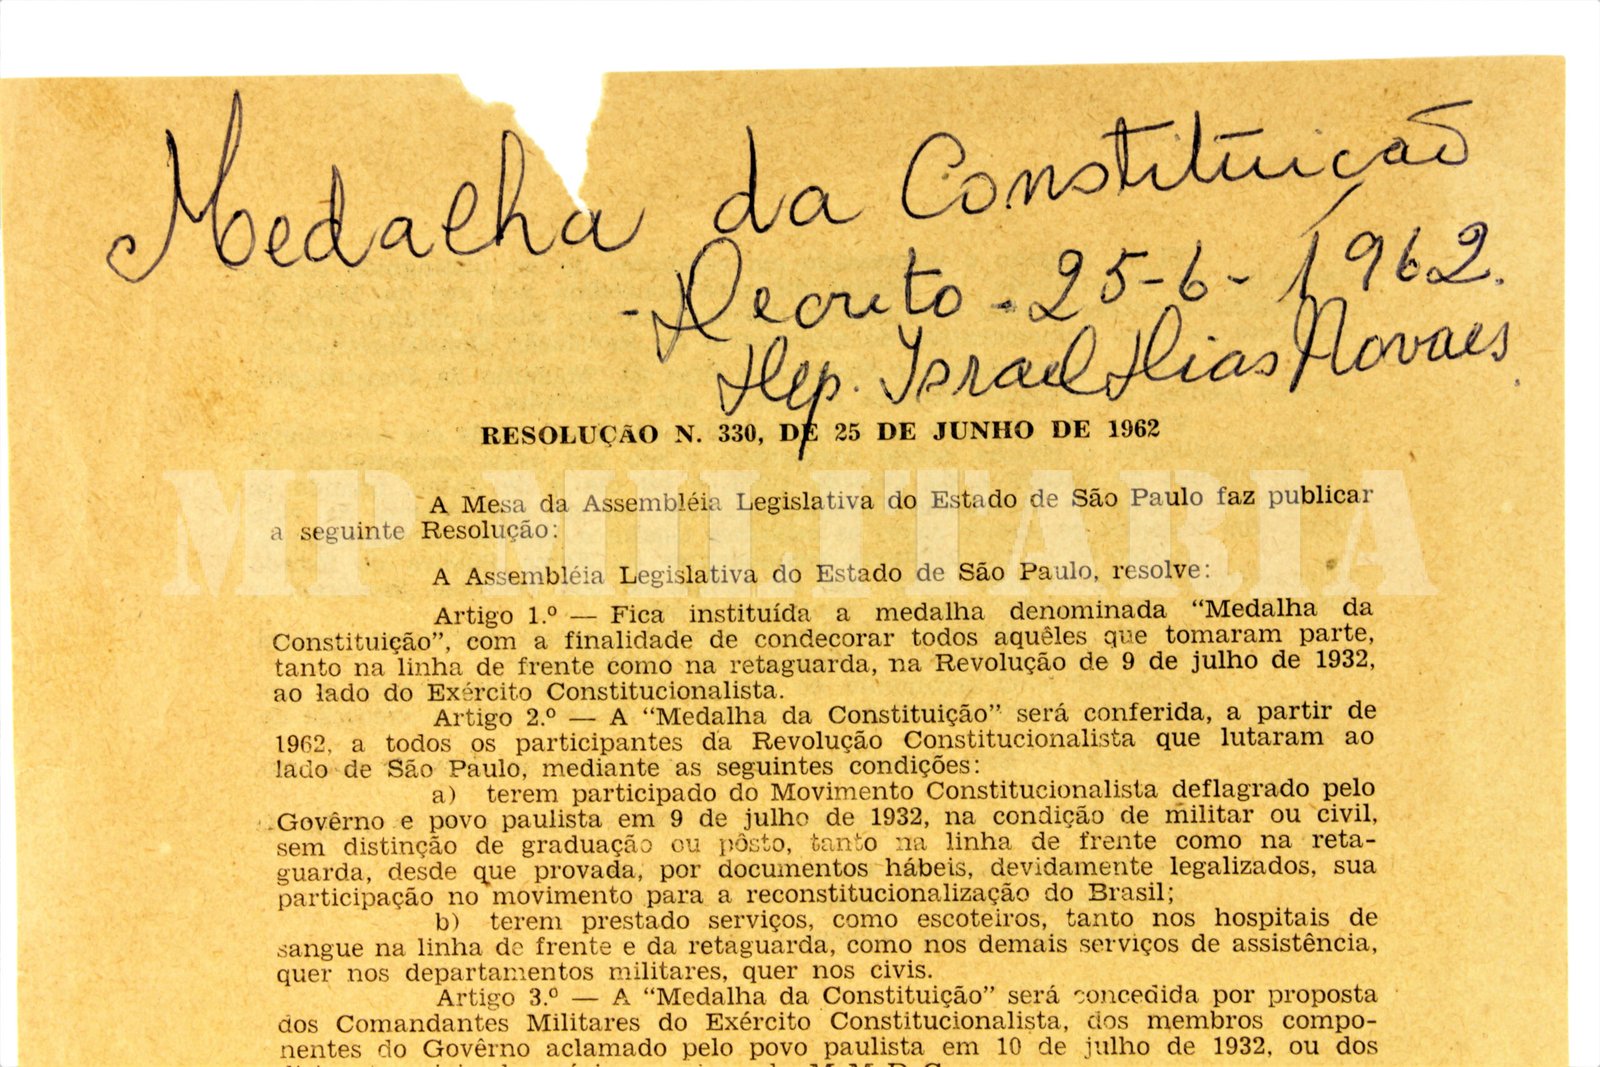 Medalha da Constituição
- Decreto - 25-6-1962.
Dep. Israel Dias Novaes
RESOLUÇÃO N. 330, DE 25 DE JUNHO DE 1962
MP MILITARIA
A Mesa da Assembléia Legislativa do Estado de São Paulo faz publicar
a seguinte Resolução:
A Assembléia Legislativa do Estado de São Paulo, resolve:
Artigo 1.º — Fica instituída a medalha denominada “Medalha da
Constituição”, com a finalidade de condecorar todos aquêles que tomaram parte,
tanto na linha de frente como na retaguarda, na Revolução de 9 de julho de 1932,
ao lado do Exército Constitucionalista.
Artigo 2.º — A “Medalha da Constituição” será conferida, a partir de
1962, a todos os participantes da Revolução Constitucionalista que lutaram ao
lado de São Paulo, mediante as seguintes condições:
a) terem participado do Movimento Constitucionalista deflagrado pelo
Govêrno e povo paulista em 9 de julho de 1932, na condição de militar ou civil,
sem distinção de graduação ou pôsto, tanto na linha de frente como na reta-
guarda, desde que provada, por documentos hábeis, devidamente legalizados, sua
participação no movimento para a reconstitucionalização do Brasil;
b) terem prestado serviços, como escoteiros, tanto nos hospitais de
sangue na linha de frente e da retaguarda, como nos demais serviços de assistência,
quer nos departamentos militares, quer nos civis.
Artigo 3.º — A “Medalha da Constituição” será concedida por proposta
dos Comandantes Militares do Exército Constitucionalista, dos membros compo-
nentes do Govêrno aclamado pelo povo paulista em 10 de julho de 1932, ou dos